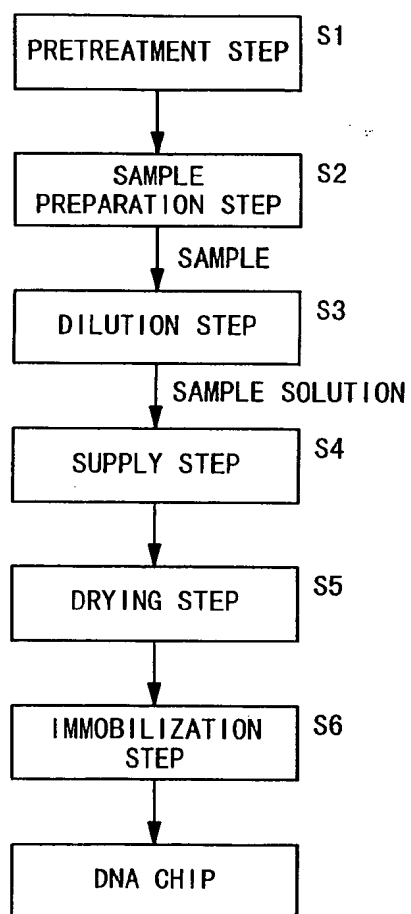 PRETREATMENT STEP
S1
SAMPLE
PREPARATION STEP
S2
SAMPLE
DILUTION STEP
S3
SAMPLE SOLUTION
SUPPLY STEP
S4
DRYING STEP
S5
IMMOBILIZATION
STEP
S6
DNA CHIP